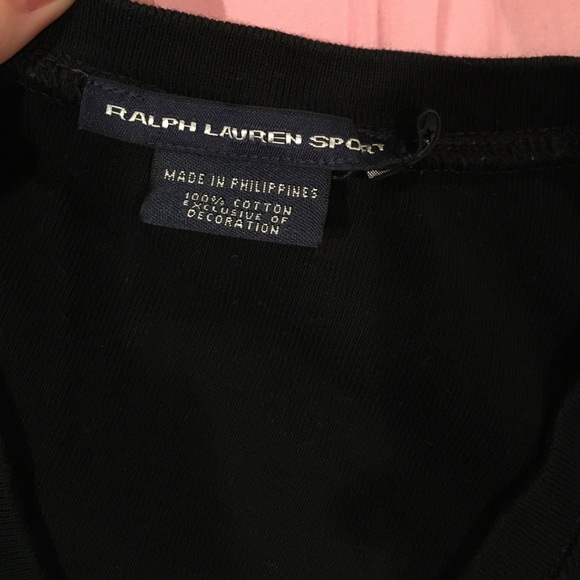 RALPH LAUREN SPORT
MADE IN PHILIPPINES
100% COTTON
EXCLUSIVE OF
DECORATION